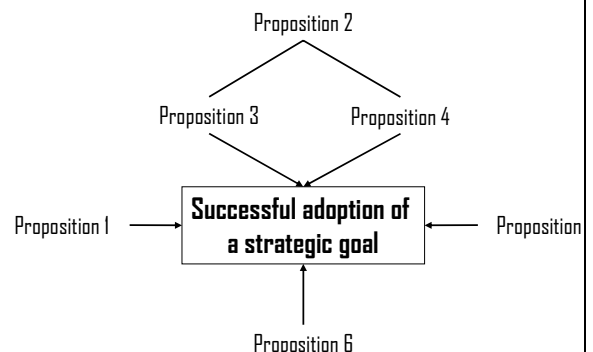 Proposition 2
Proposition 3
Proposition 4
Successful adoption of
a strategic goal
Proposition 1
Proposition
Proposition 6